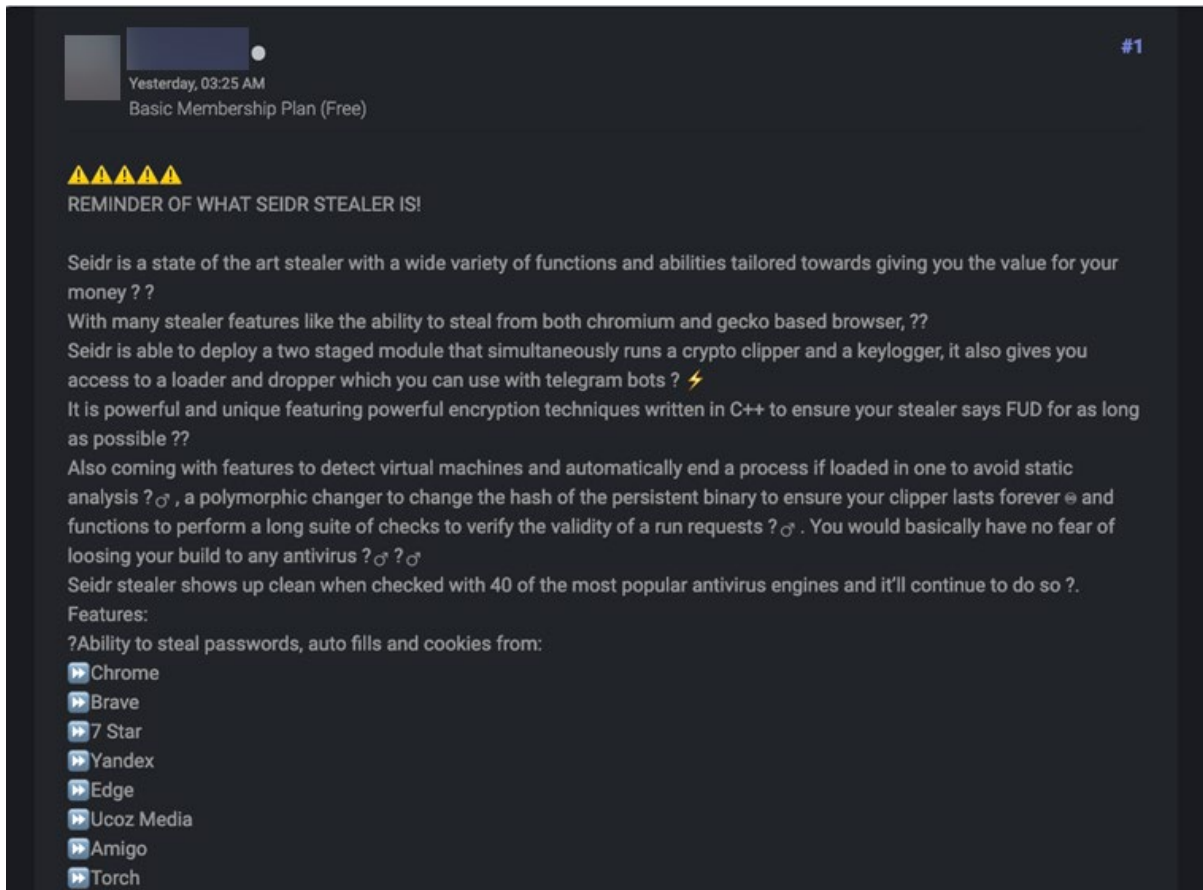 #1
Yesterday, 03:25 AM
Basic Membership Plan (Free)
⚠⚠⚠⚠⚠
REMINDER OF WHAT SEIDR STEALER IS!
Seidr is a state of the art stealer with a wide variety of functions and abilities tailored towards giving you the value for your
money ? ?
With many stealer features like the ability to steal from both chromium and gecko based browser, ??
Seidr is able to deploy a two staged module that simultaneously runs a crypto clipper and a keylogger, it also gives you
access to a loader and dropper which you can use with telegram bots ? ⚡
It is powerful and unique featuring powerful encryption techniques written in C++ to ensure your stealer says FUD for as long
as possible ??
Also coming with features to detect virtual machines and automatically end a process if loaded in one to avoid static
analysis ?♂ , a polymorphic changer to change the hash of the persistent binary to ensure your clipper lasts forever ♾ and
functions to perform a long suite of checks to verify the validity of a run requests ?♂ . You would basically have no fear of
loosing your build to any antivirus ?♂ ?♂
Seidr stealer shows up clean when checked with 40 of the most popular antivirus engines and it'll continue to do so ?.
Features:
?Ability to steal passwords, auto fills and cookies from:
⏩Chrome
⏩Brave
⏩7 Star
⏩Yandex
⏩Edge
⏩Ucoz Media
⏩Amigo
⏩Torch